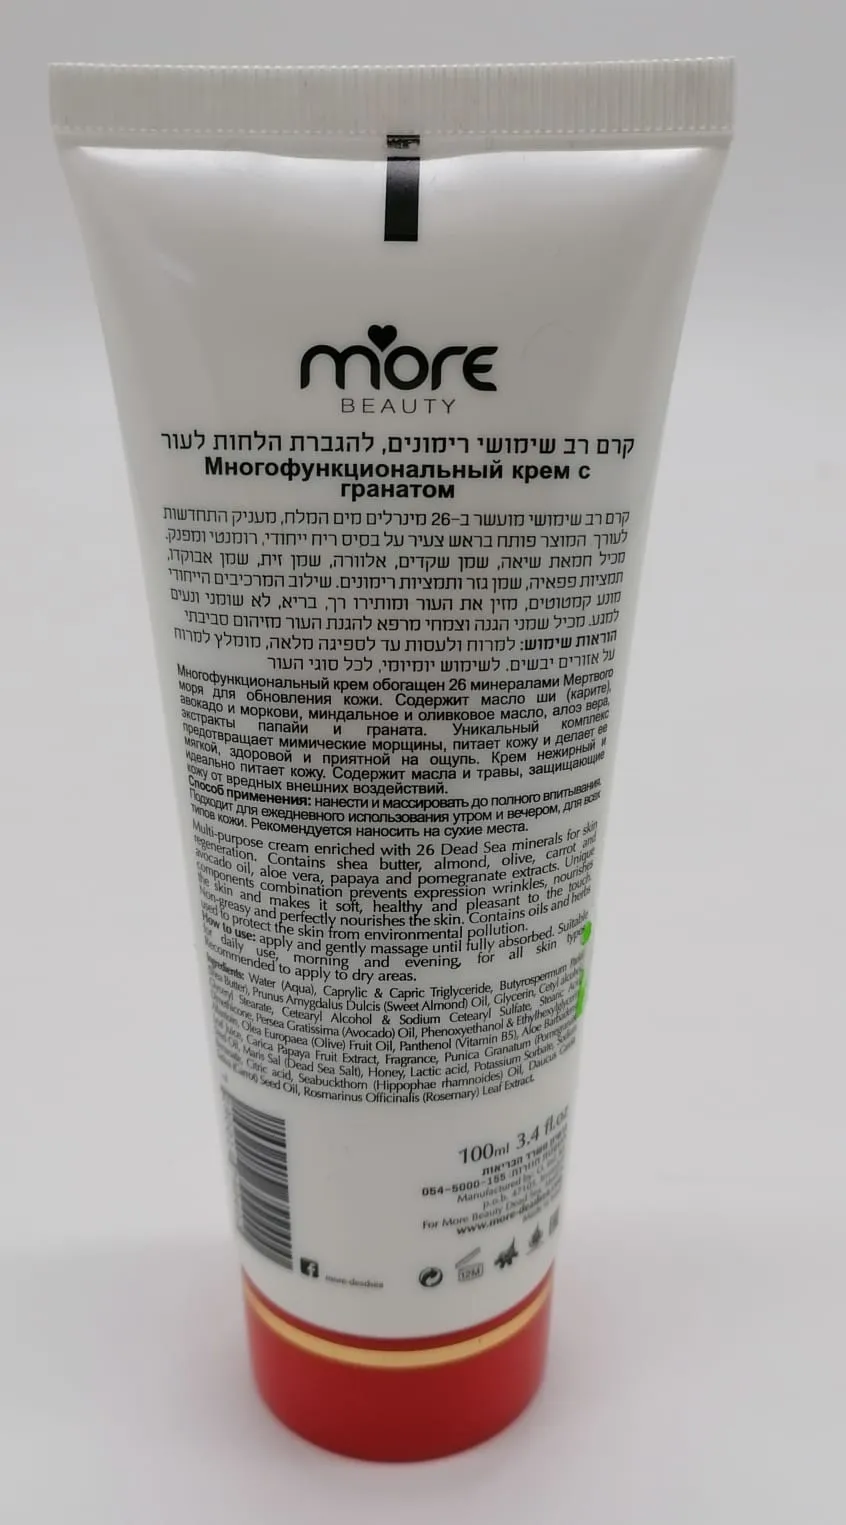 more
BEAUTY
קרם רב שימושי רימונים, להגברת הלחות לעור
Многофункциональный крем с
гранатом
קרם רב שימושי מועשר ב-26 מינרלים מים המלח, מעניק התחדשות
לעורך. המוצר פותח בראש צעיר על בסיס ריח ייחודי, רומנטי ומפנק.
מכיל חמאת שיאה, שמן שקדים, אלוורה, שמן זית, שמן אבוקדו,
תמציות פפאיה, שמן גזר ותמציות רימונים. שילוב המרכיבים הייחודי
מונע קמטוטים, מזין את העור ומותירו רך, בריא, לא שומני ונעים
למגע. מכיל שמני הגנה וצמחי מרפא להגנת העור מזיהום סביבתי
הוראות שימוש: למרוח ולעסות עד לספיגה מלאה, מומלץ למרוח
על אזורים יבשים. לשימוש יומיומי, לכל סוגי העור
Многофункциональный крем обогащен 26 минералами Мертвого
моря для обновления кожи. Содержит масло ши (карите),
авокадо и моркови, миндальное и оливковое масло, алоэ вера,
экстракты папайи и граната. Уникальный комплекс
предотвращает мимические морщины, питает кожу и делает ее
мягкой, здоровой и приятной на ощупь. Крем нежирный и
идеально питает кожу. Содержит масла и травы, защищающие
кожу от вредных внешних воздействий.
Способ применения: нанести и массировать до полного впитывания.
Подходит для ежедневного использования утром и вечером, для всех
типов кожи. Рекомендуется наносить на сухие места.
Multi-purpose cream enriched with 26 Dead Sea minerals for skin
regeneration. Contains shea butter, almond, olive, carrot and
avocado oil, aloe vera, papaya and pomegranate extracts. Unique
components combination prevents expression wrinkles, nourishes
the skin and makes it soft, healthy and pleasant to the touch.
Non-greasy and perfectly nourishes the skin. Contains oils and herbs
used to protect the skin from environmental pollution.
How to use: apply and gently massage until fully absorbed. Suitable
for daily use, morning and evening, for all skin types.
Recommended to apply to dry areas.
Ingredients: Water (Aqua), Caprylic & Capric Triglyceride, Butyrospermum
(Shea Butter), Prunus Amygdalus Dulcis (Sweet Almond) Oil, Glycerin, Cetyl alcohol,
Glyceryl Stearate, Cetearyl Alcohol & Sodium Cetearyl Sulfate, Stearic
Dimethicone, Persea Gratissima (Avocado) Oil, Phenoxyethanol &
Olea Europaea (Olive) Fruit Oil, Panthenol (Vitamin B5), Aloe
Leaf Juice, Carica Papaya Fruit Extract, Fragrance, Punica Granatum
Oil, Maris Sal (Dead Sea Salt), Honey, Lactic acid, Potassium Sorbate,
Citric acid, Seabuckthorn (Hippophae rhamnoides) Oil, Daucus Carota
(Carrot) Seed Oil, Rosmarinus Officinalis (Rosemary) Leaf Extract.
100ml 3.4 fl.oz
054-5000-155
Manufactured by:
p.o.b. 47105,
For More Beauty Dead Sea
www.more-deadsea
more-deadsea
12M